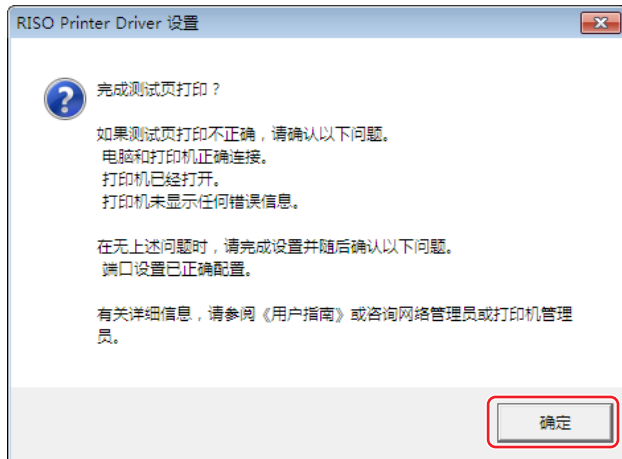 RISO Printer Driver 设置
完成测试页打印？
如果测试页打印不正确，请确认以下问题。
电脑和打印机正确连接。
打印机已经打开。
打印机未显示任何错误信息。
在无上述问题时，请完成设置并随后确认以下问题。
端口设置已正确配置。
有关详细信息，请参阅《用户指南》或咨询网络管理员或打印机管理
员。
确定